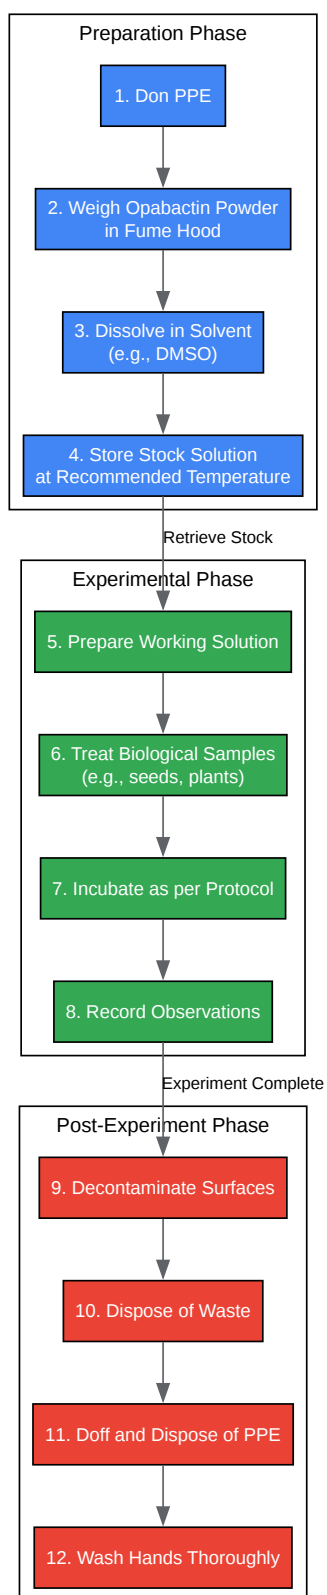 Preparation Phase
1. Don PPE
2. Weigh Opabactin Powder
in Fume Hood
3. Dissolve in Solvent
(e.g., DMSO)
4. Store Stock Solution
at Recommended Temperature
Retrieve Stock
Experimental Phase
5. Prepare Working Solution
6. Treat Biological Samples
(e.g., seeds, plants)
7. Incubate as per Protocol
8. Record Observations
Experiment Complete
Post-Experiment Phase
9. Decontaminate Surfaces
10. Dispose of Waste
11. Doff and Dispose of PPE
12. Wash Hands Thoroughly